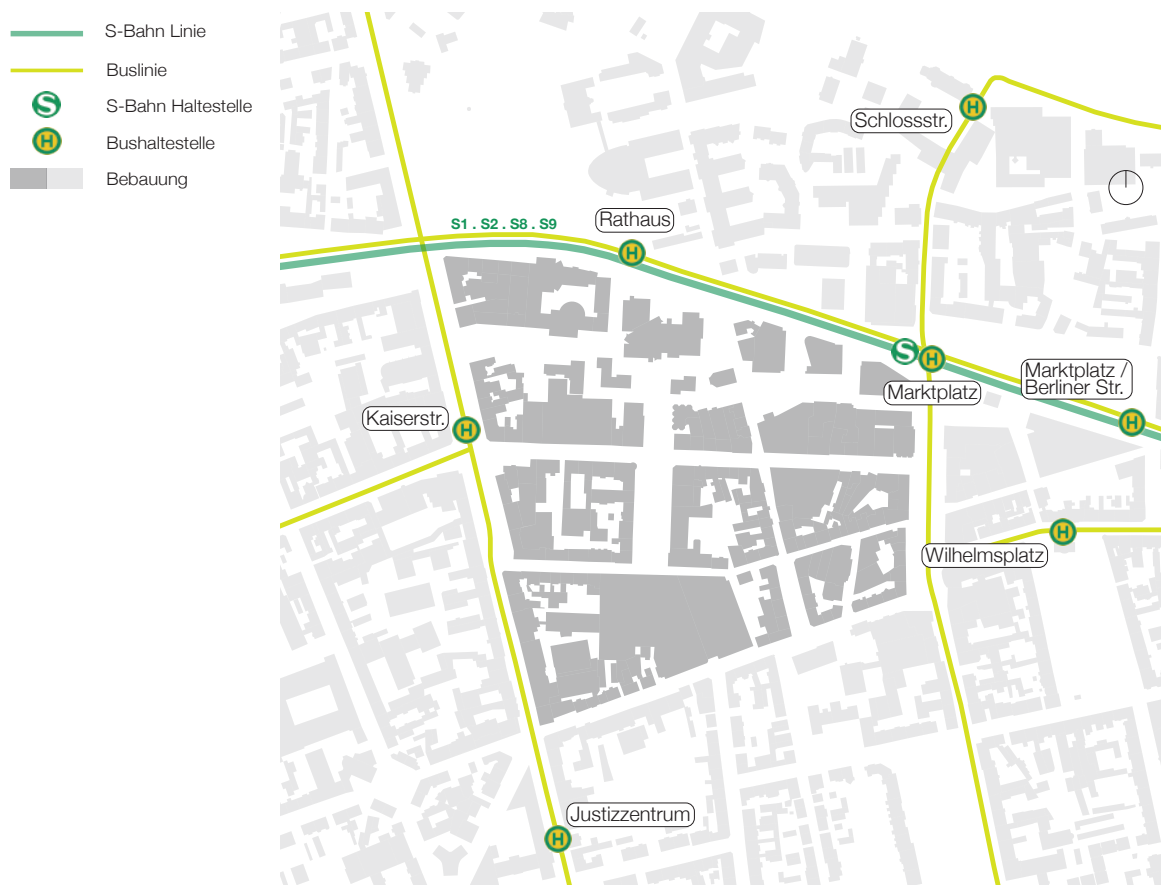 S-Bahn Linie
Buslinie
S
S-Bahn Haltestelle
H
Bushaltestelle
Bebauung
Schlossstr.
H
S1 . S2 . S8 . S9
Rathaus
H
S
H
Marktplatz
Marktplatz /
Berliner Str.
H
Kaiserstr.
H
Wilhelmsplatz
H
Justizzentrum
H